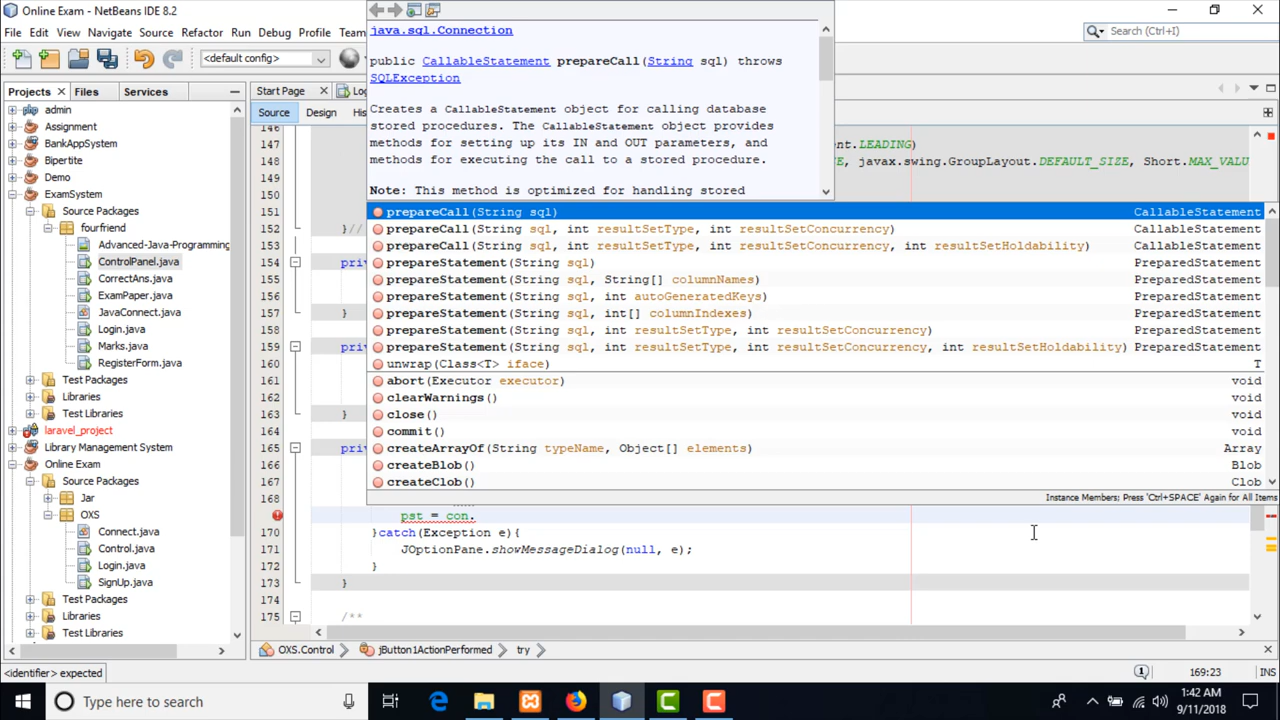 Online Exam - NetBeans IDE 8.2
File Edit View Navigate Source Refactor Run Debug Profile Team
Search (Ctrl+I)
<default config>
java.sql.Connection
public CallableStatement prepareCall(String sql) throws
SQLException
Creates a CallableStatement object for calling database
stored procedures. The CallableStatement object provides
methods for setting up its IN and OUT parameters, and
methods for executing the call to a stored procedure.
Note: This method is optimized for handling stored
Projects Files Services
Start Page
Source Design
admin
Assignment
BankAppSystem
Bipertite
Demo
ExamSystem
Source Packages
fourfriend
Advanced-Java-Programming
ControlPanel.java
CorrectAns.java
ExamPaper.java
JavaConnect.java
Login.java
Marks.java
RegisterForm.java
Test Packages
Libraries
Test Libraries
laravel_project
Library Management System
Online Exam
Source Packages
Jar
OXS
Connect.java
Control.java
Login.java
SignUp.java
Test Packages
Libraries
Test Libraries
146
147 ent.LEADING)
148 E, javax.swing.GroupLayout.DEFAULT_SIZE, Short.MAX_VALU
149
150
151
152 }//
153
154 priv
155
156
157 }
158
159 priv
160
161
162
163 }
164
165 priv
166
167
168
pst = con.
170 }catch(Exception e){
171 JOptionPane.showMessageDialog(null, e);
172 }
173 }
174
175 /**
prepareCall(String sql) CallableStatement
prepareCall(String sql, int resultSetType, int resultSetConcurrency) CallableStatement
prepareCall(String sql, int resultSetType, int resultSetConcurrency, int resultSetHoldability) CallableStatement
prepareStatement(String sql) PreparedStatement
prepareStatement(String sql, String[] columnNames) PreparedStatement
prepareStatement(String sql, int autoGeneratedKeys) PreparedStatement
prepareStatement(String sql, int[] columnIndexes) PreparedStatement
prepareStatement(String sql, int resultSetType, int resultSetConcurrency) PreparedStatement
prepareStatement(String sql, int resultSetType, int resultSetConcurrency, int resultSetHoldability) PreparedStatement
unwrap(Class<T> iface) T
abort(Executor executor) void
clearWarnings() void
close() void
commit() void
createArrayOf(String typeName, Object[] elements) Array
createBlob() Blob
createClob() Clob
Instance Members; Press 'Ctrl+SPACE' Again for All Items
OXS.Control jButton1ActionPerformed try
<identifier> expected
169:23 INS
Type here to search
1:42 AM
9/11/2018